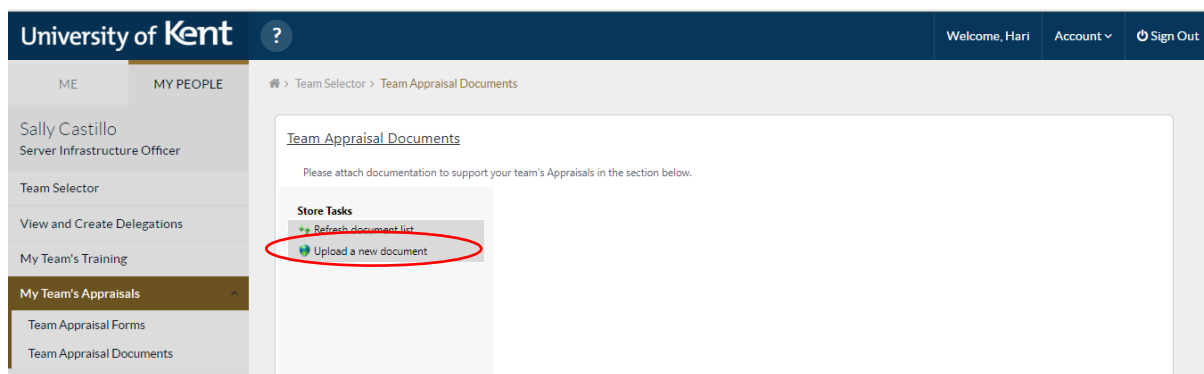 University of Kent
?
Welcome, Hari
Account
Sign Out
ME
MY PEOPLE
> Team Selector > Team Appraisal Documents
Sally Castillo
Server Infrastructure Officer
Team Selector
View and Create Delegations
My Team's Training
My Team's Appraisals
Team Appraisal Forms
Team Appraisal Documents
Team Appraisal Documents
Please attach documentation to support your team's Appraisals in the section below.
Store Tasks
Refresh document list
Upload a new document